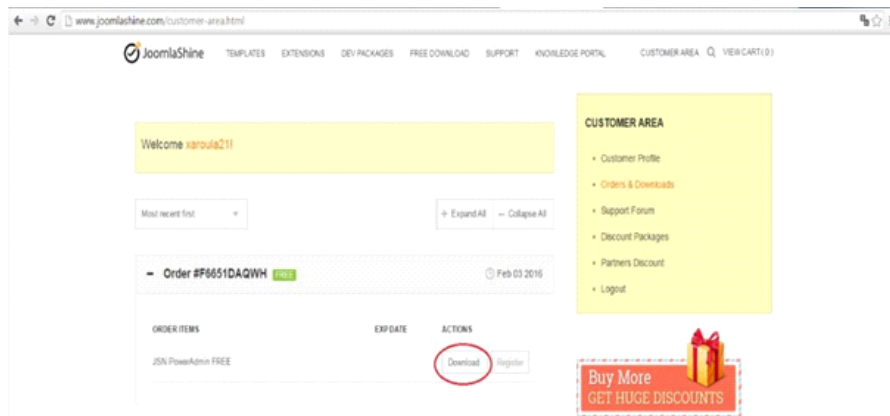 www.joomlashine.com/customer-area.html
JoomlaShine TEMPLATES EXTENSIONS DEV PACKAGES FREE DOWNLOAD SUPPORT KNOWLEDGE PORTAL CUSTOMER AREA VIEW CART ( 0 )
Welcome xaroula21!
Most recent first
+ Expand All − Collapse All
− Order #F6651DAQWH FREE Feb 03 2016
ORDER ITEMS EXP DATE ACTIONS
JSN PowerAdmin FREE Download Register
CUSTOMER AREA
Customer Profile
Orders & Downloads
Support Forum
Discount Packages
Partners Discount
Logout
Buy More
GET HUGE DISCOUNTS